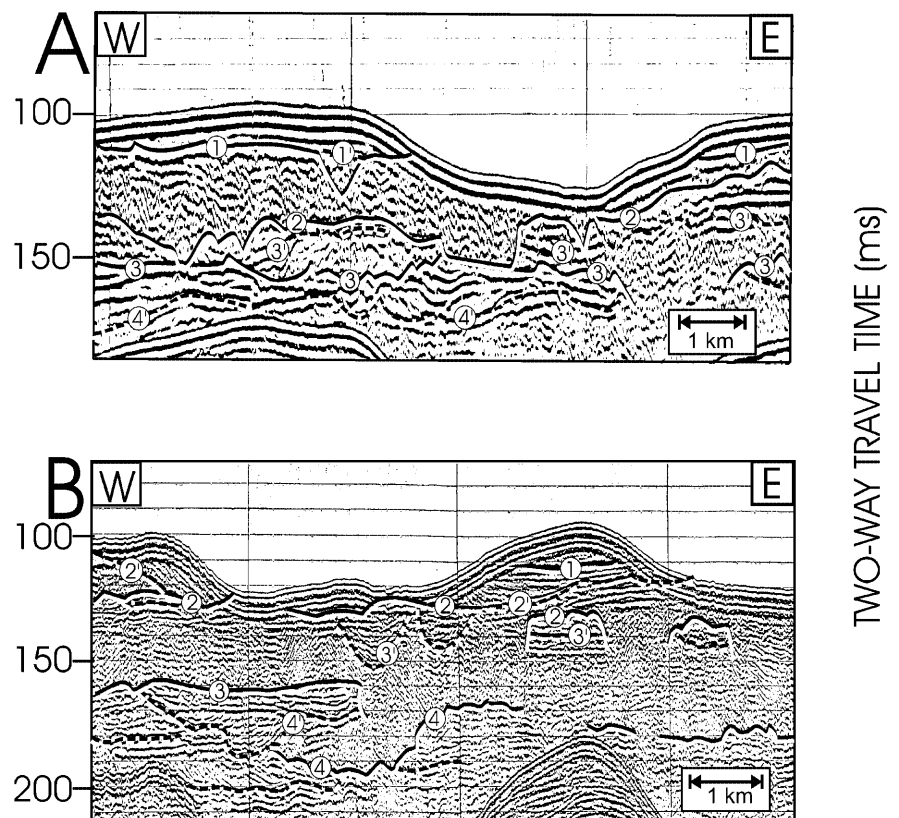 A
W
E
100
① ① ①
② ②
③ ③
150
③ ③ ③ ③ ③
④ ④
1 km
TWO-WAY TRAVEL TIME (ms)
B
W
E
100
① ②
② ② ② ②
③ ③
150
③
④ ④
④
200
1 km